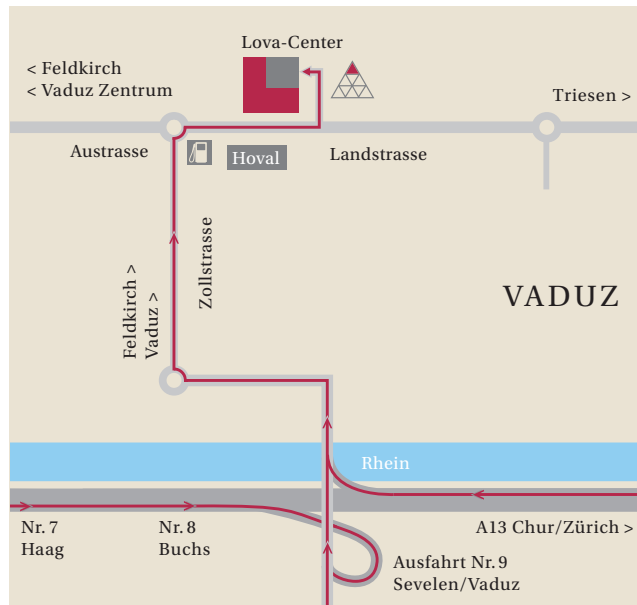 Lova-Center
< Feldkirch
< Vaduz Zentrum
Triesen >
Austrasse
Hoval
Landstrasse
Zollstrasse
Feldkirch >
Vaduz >
VADUZ
Rhein
Nr. 7
Haag
Nr. 8
Buchs
A13 Chur/Zürich >
Ausfahrt Nr. 9
Sevelen/Vaduz